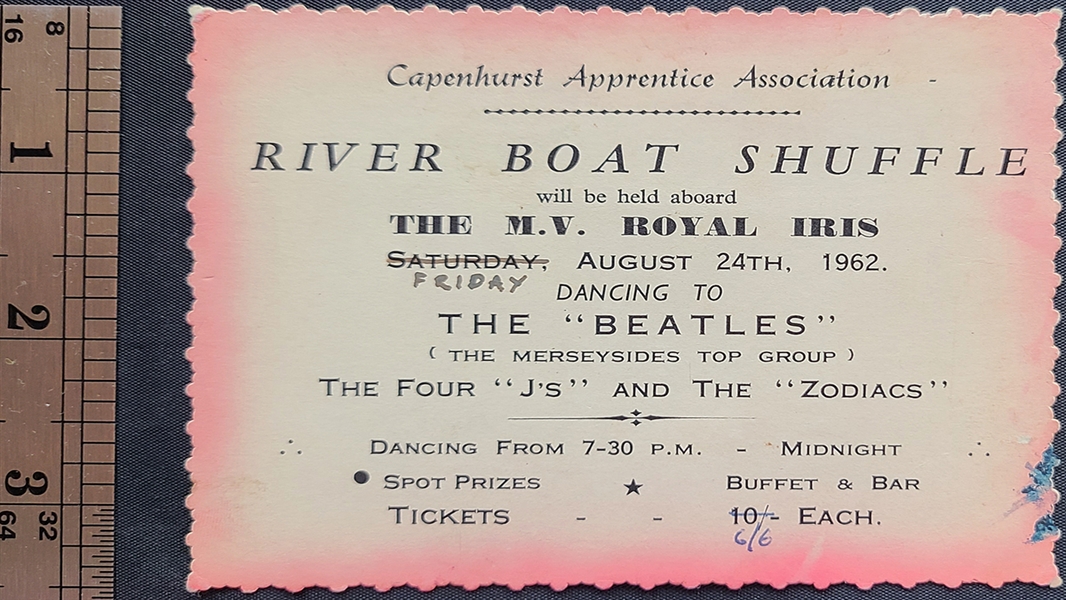 Capenhurst Apprentice Association -
RIVER BOAT SHUFFLE
will be held aboard
THE M.V. ROYAL IRIS
SATURDAY, AUGUST 24TH, 1962.
FRIDAY
DANCING TO
THE “BEATLES”
( THE MERSEYSIDES TOP GROUP )
THE FOUR “J'S” AND THE “ZODIACS”
DANCING FROM 7-30 P.M. - MIDNIGHT
SPOT PRIZES ★ BUFFET & BAR
TICKETS - - 10/- EACH.
6/6
16 8
1
2
3
64 32